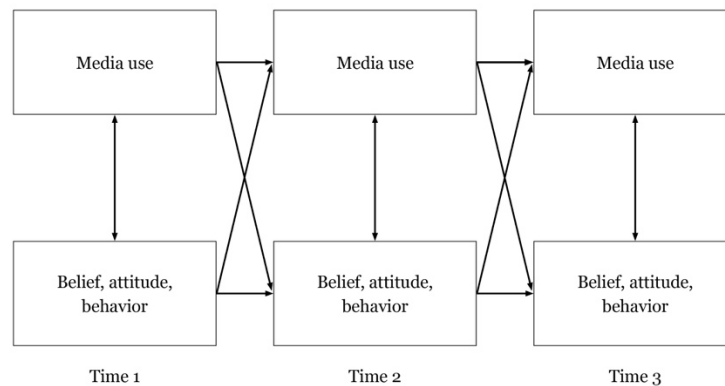 Media use
Media use
Media use
Belief, attitude,
behavior
Belief, attitude,
behavior
Belief, attitude,
behavior
Time 1
Time 2
Time 3